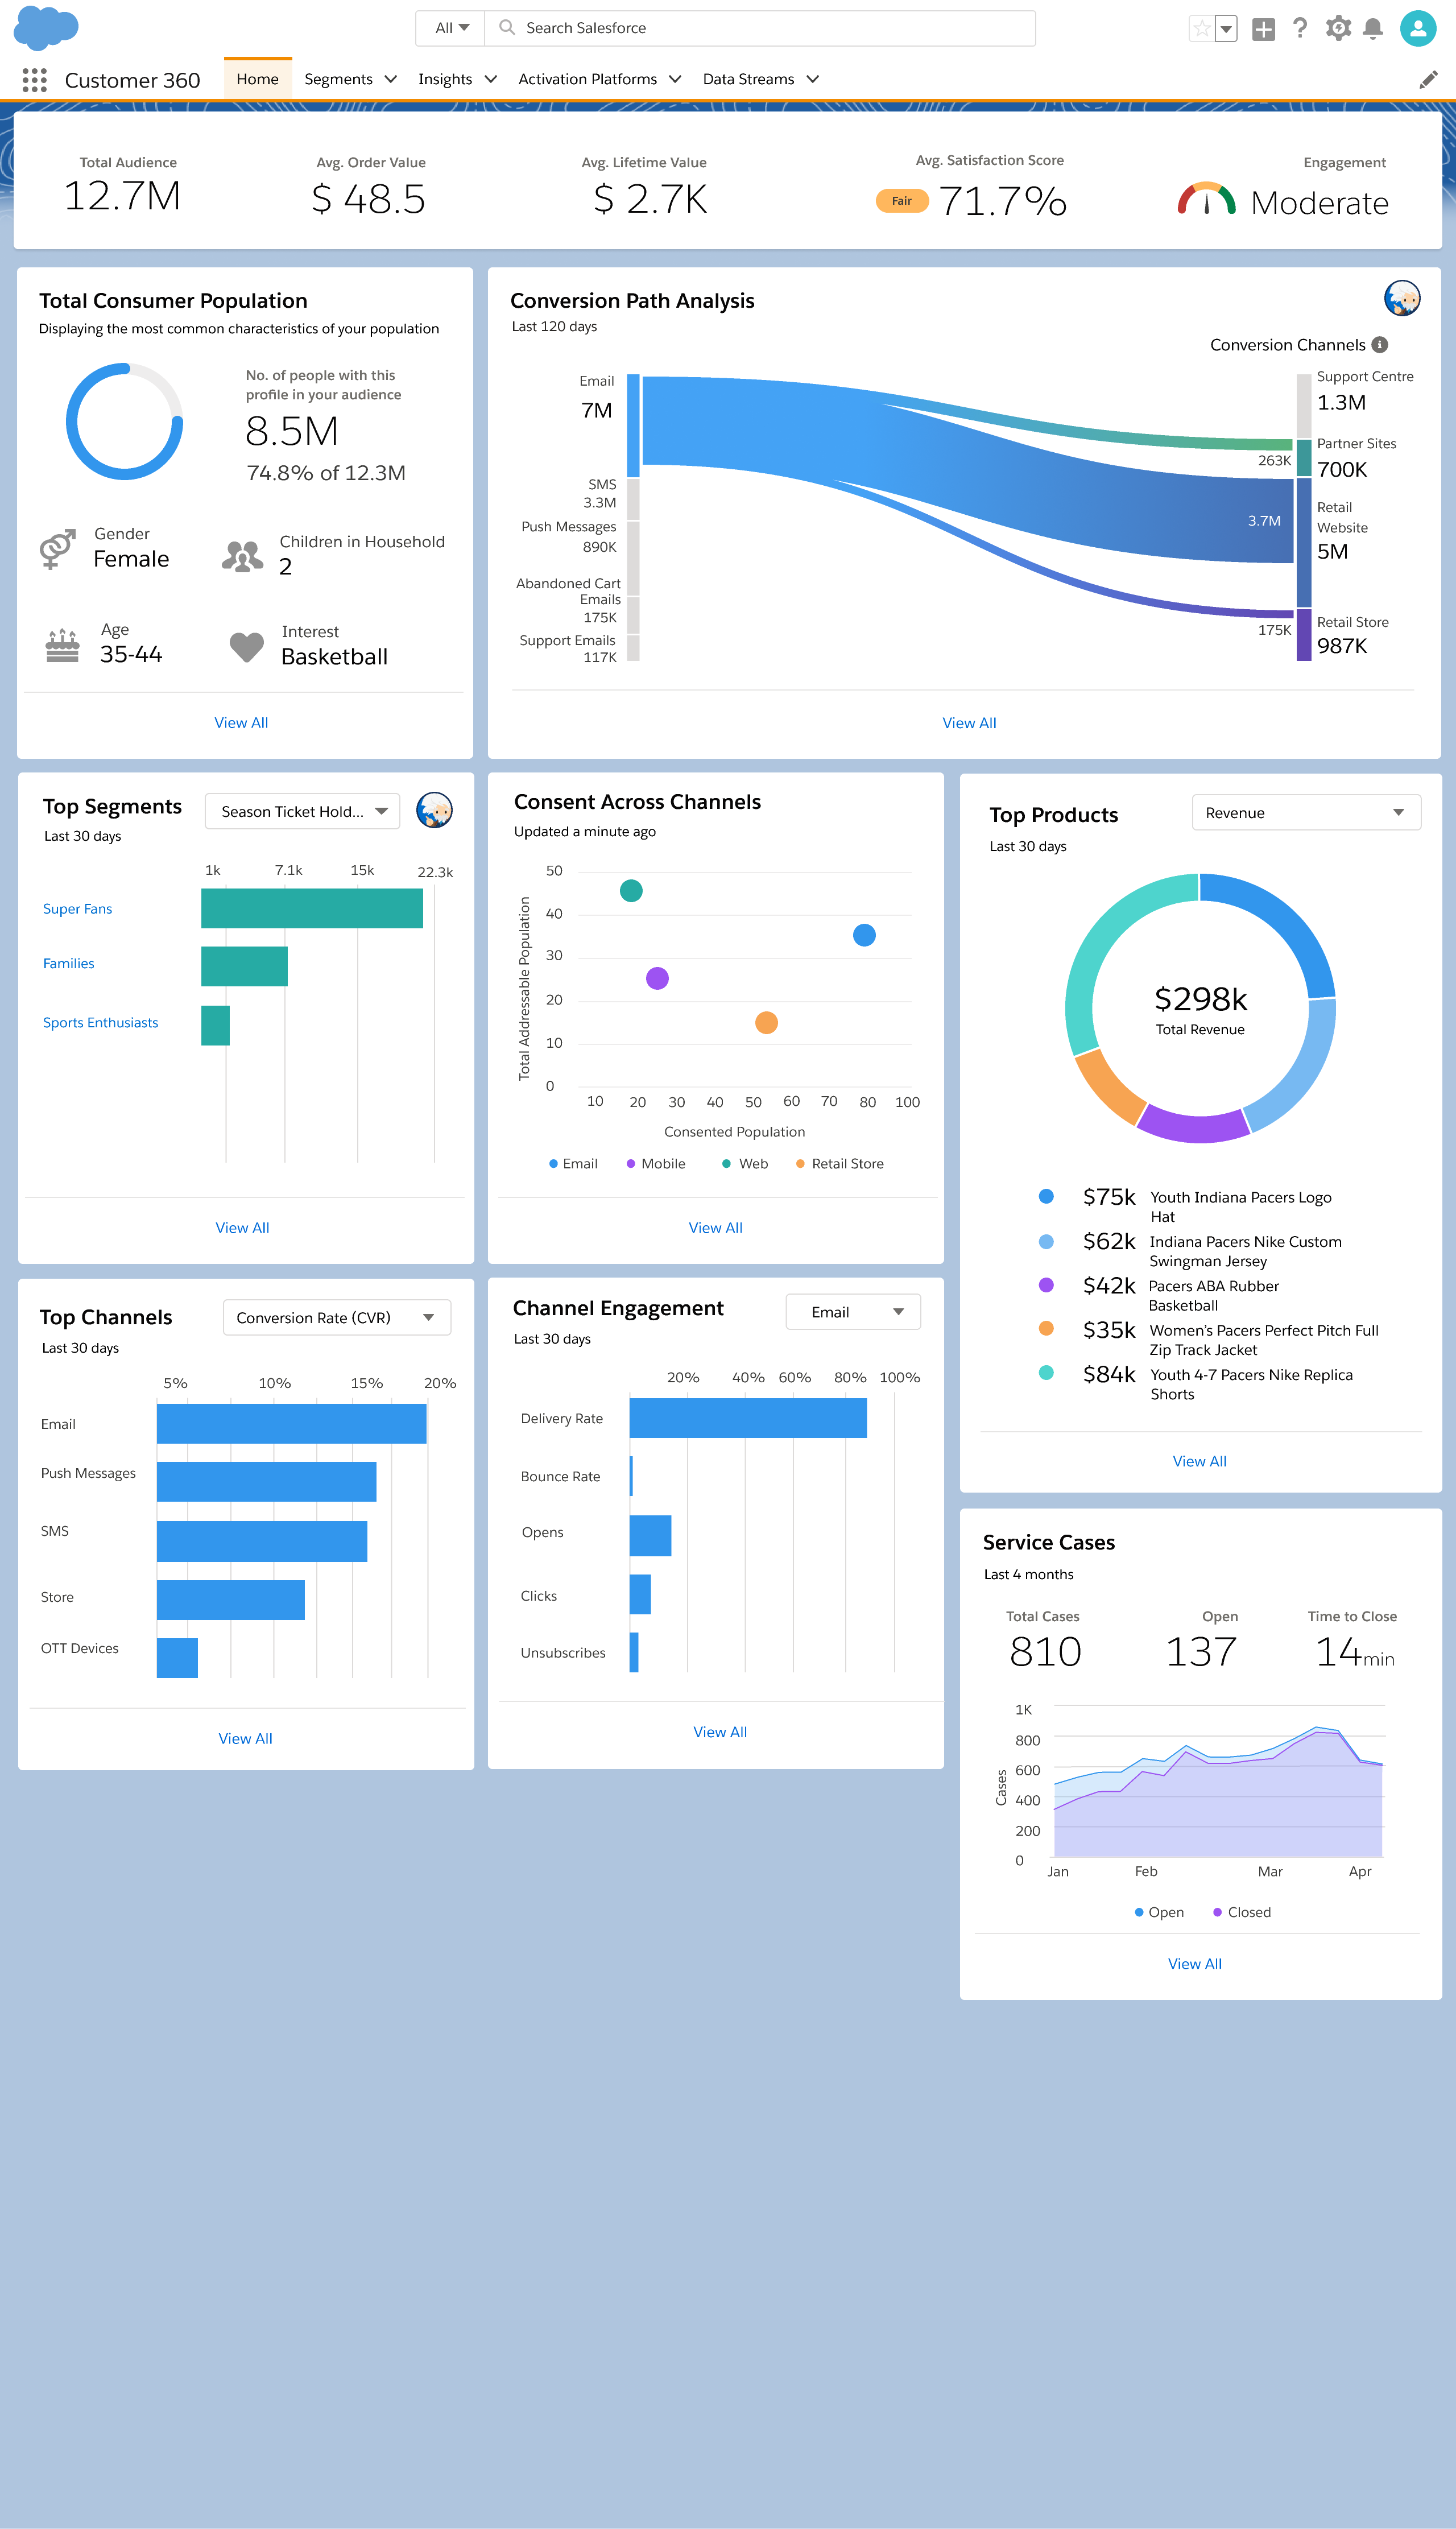 All
Search Salesforce
Customer 360
Home
Segments
Insights
Activation Platforms
Data Streams
Total Audience
12.7M
Avg. Order Value
$ 48.5
Avg. Lifetime Value
$ 2.7K
Avg. Satisfaction Score
Fair
71.7%
Engagement
Moderate
Total Consumer Population
Displaying the most common characteristics of your population
No. of people with this
profile in your audience
8.5M
74.8% of 12.3M
Gender
Female
Children in Household
2
Age
35-44
Interest
Basketball
View All
Conversion Path Analysis
Last 120 days
Conversion Channels
Email
7M
SMS
3.3M
Push Messages
890K
Abandoned Cart
Emails
175K
Support Emails
117K
263K
3.7M
175K
Support Centre
1.3M
Partner Sites
700K
Retail
Website
5M
Retail Store
987K
View All
Top Segments
Season Ticket Hold...
Last 30 days
1k
7.1k
15k
22.3k
Super Fans
Families
Sports Enthusiasts
View All
Consent Across Channels
Updated a minute ago
Total Addressable Population
50
40
30
20
10
0
10
20
30
40
50
60
70
80
100
Consented Population
Email
Mobile
Web
Retail Store
View All
Top Products
Revenue
Last 30 days
$298k
Total Revenue
$75k
Youth Indiana Pacers Logo
Hat
$62k
Indiana Pacers Nike Custom
Swingman Jersey
$42k
Pacers ABA Rubber
Basketball
$35k
Women's Pacers Perfect Pitch Full
Zip Track Jacket
$84k
Youth 4-7 Pacers Nike Replica
Shorts
View All
Top Channels
Conversion Rate (CVR)
Last 30 days
5%
10%
15%
20%
Email
Push Messages
SMS
Store
OTT Devices
View All
Channel Engagement
Email
Last 30 days
20%
40%
60%
80%
100%
Delivery Rate
Bounce Rate
Opens
Clicks
Unsubscribes
View All
Service Cases
Last 4 months
Total Cases
810
Open
137
Time to Close
14min
Cases
1K
800
600
400
200
0
Jan
Feb
Mar
Apr
Open
Closed
View All